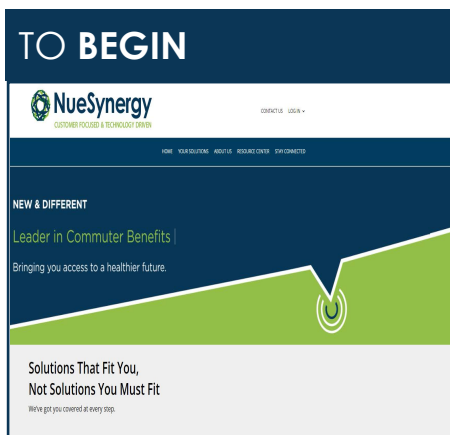 TO BEGIN
NueSynergy
CUSTOMER FOCUSED & TECHNOLOGY DRIVEN
CONTACT US LOG IN
HOME YOUR SOLUTIONS ABOUT US RESOURCE CENTER STAY CONNECTED
NEW & DIFFERENT
Leader in Commuter Benefits |
Bringing you access to a healthier future.
Solutions That Fit You,
Not Solutions You Must Fit
We've got you covered at every step.